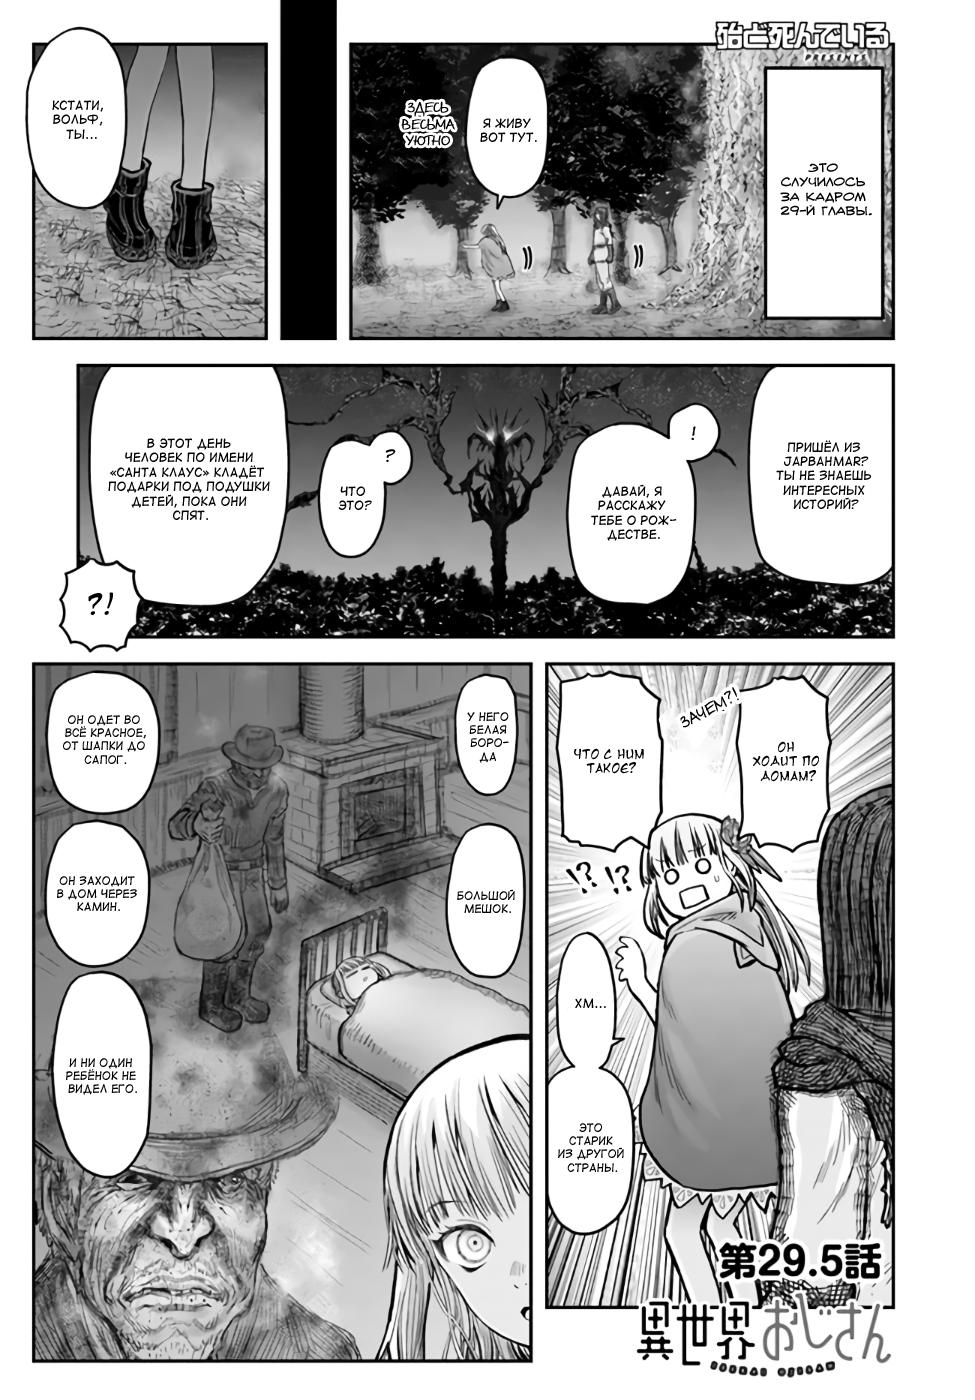 殆ど死んでいる
PRESENTS
ЭТО
СЛУЧИЛОСЬ
ЗА КАДРОМ
29-Й ГЛАВЫ.
Я ЖИВУ
ВОТ ТУТ.
ЗДЕСЬ
ВЕСЬМА
УЮТНО
КСТАТИ,
ВОЛЬФ,
ТЫ...
ПРИШЁЛ ИЗ
JAPBAHMAR?
ТЫ НЕ ЗНАЕШЬ
ИНТЕРЕСНЫХ
ИСТОРИЙ?
!
ДАВАЙ, Я
РАССКАЖУ
ТЕБЕ О РОЖ-
ДЕСТВЕ.
?
ЧТО
ЭТО?
В ЭТОТ ДЕНЬ
ЧЕЛОВЕК ПО ИМЕНИ
«САНТА КЛАУС» КЛАДЁТ
ПОДАРКИ ПОД ПОДУШКИ
ДЕТЕЙ, ПОКА ОНИ
СПЯТ.
?!
ОН
ХОДИТ ПО
ДОМАМ?
ЗАЧЕМ?!
ЧТО С НИМ
ТАКОЕ?
!? !?
ХМ...
ЭТО
СТАРИК
ИЗ ДРУГОЙ
СТРАНЫ.
У НЕГО
БЕЛАЯ
БОРО-
ДА
БОЛЬШОЙ
МЕШОК.
ОН ОДЕТ ВО
ВСЁ КРАСНОЕ,
ОТ ШАПКИ ДО
САПОГ.
ОН ЗАХОДИТ
В ДОМ ЧЕРЕЗ
КАМИН.
И НИ ОДИН
РЕБЁНОК НЕ
ВИДЕЛ ЕГО.
第29.5話
異世界おじさん